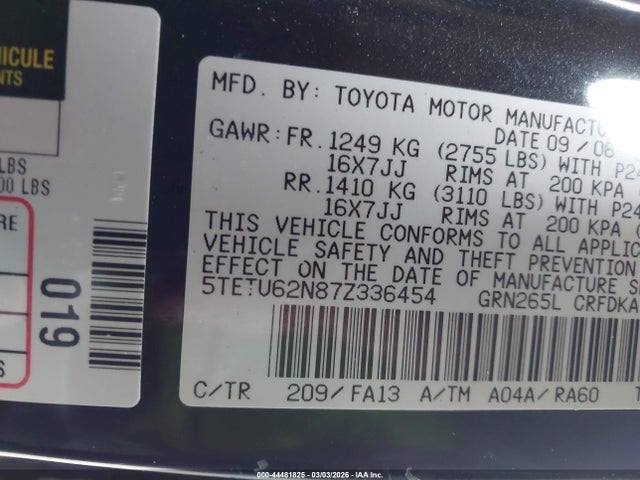 HICULE
NTS
LBS
00 LBS
RE
019
S
MFD. BY: TOYOTA MOTOR MANUFACTU
DATE 09/06
GAWR: FR. 1249 KG (2755 LBS) WITH P24
16X7JJ RIMS AT 200 KPA
RR. 1410 KG (3110 LBS) WITH P24
16X7JJ RIMS AT 200 KPA (
THIS VEHICLE CONFORMS TO ALL APPLIC
VEHICLE SAFETY AND THEFT PREVENTION
EFFECT ON THE DATE OF MANUFACTURE S
5TETU62N87Z336454 GRN265L CRFDKA
C/TR 209/FA13 A/TM A04A/RA60 T
000-44481825 - 03/03/2026 - IAA Inc.